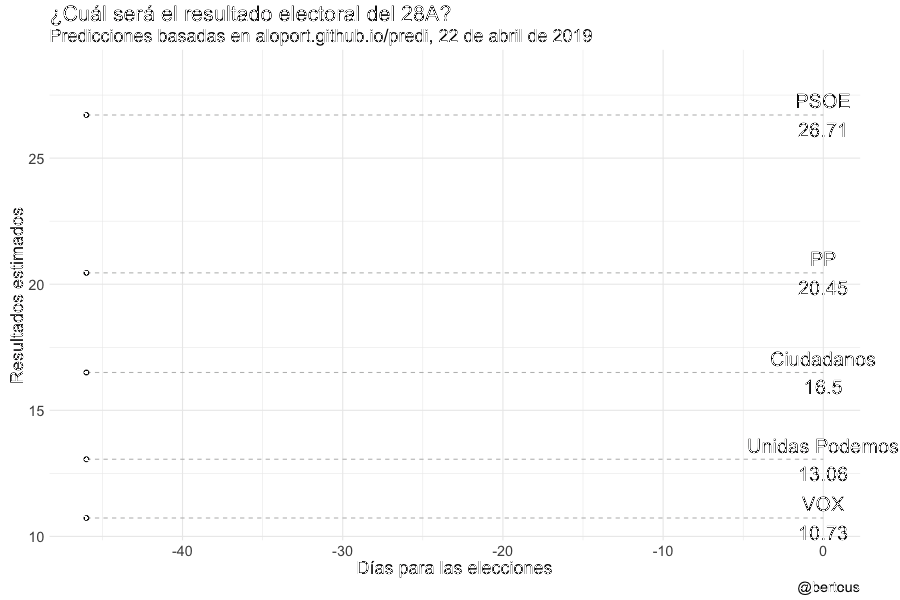 ¿Cuál será el resultado electoral del 28A?
Predicciones basadas en aloport.github.io/predi, 22 de abril de 2019
Resultados estimados
25
20
15
10
PSOE
26.71
PP
20.45
Ciudadanos
16.5
Unidas Podemos
13.06
VOX
10.73
-40
-30
-20
-10
0
Días para las elecciones
@bertous